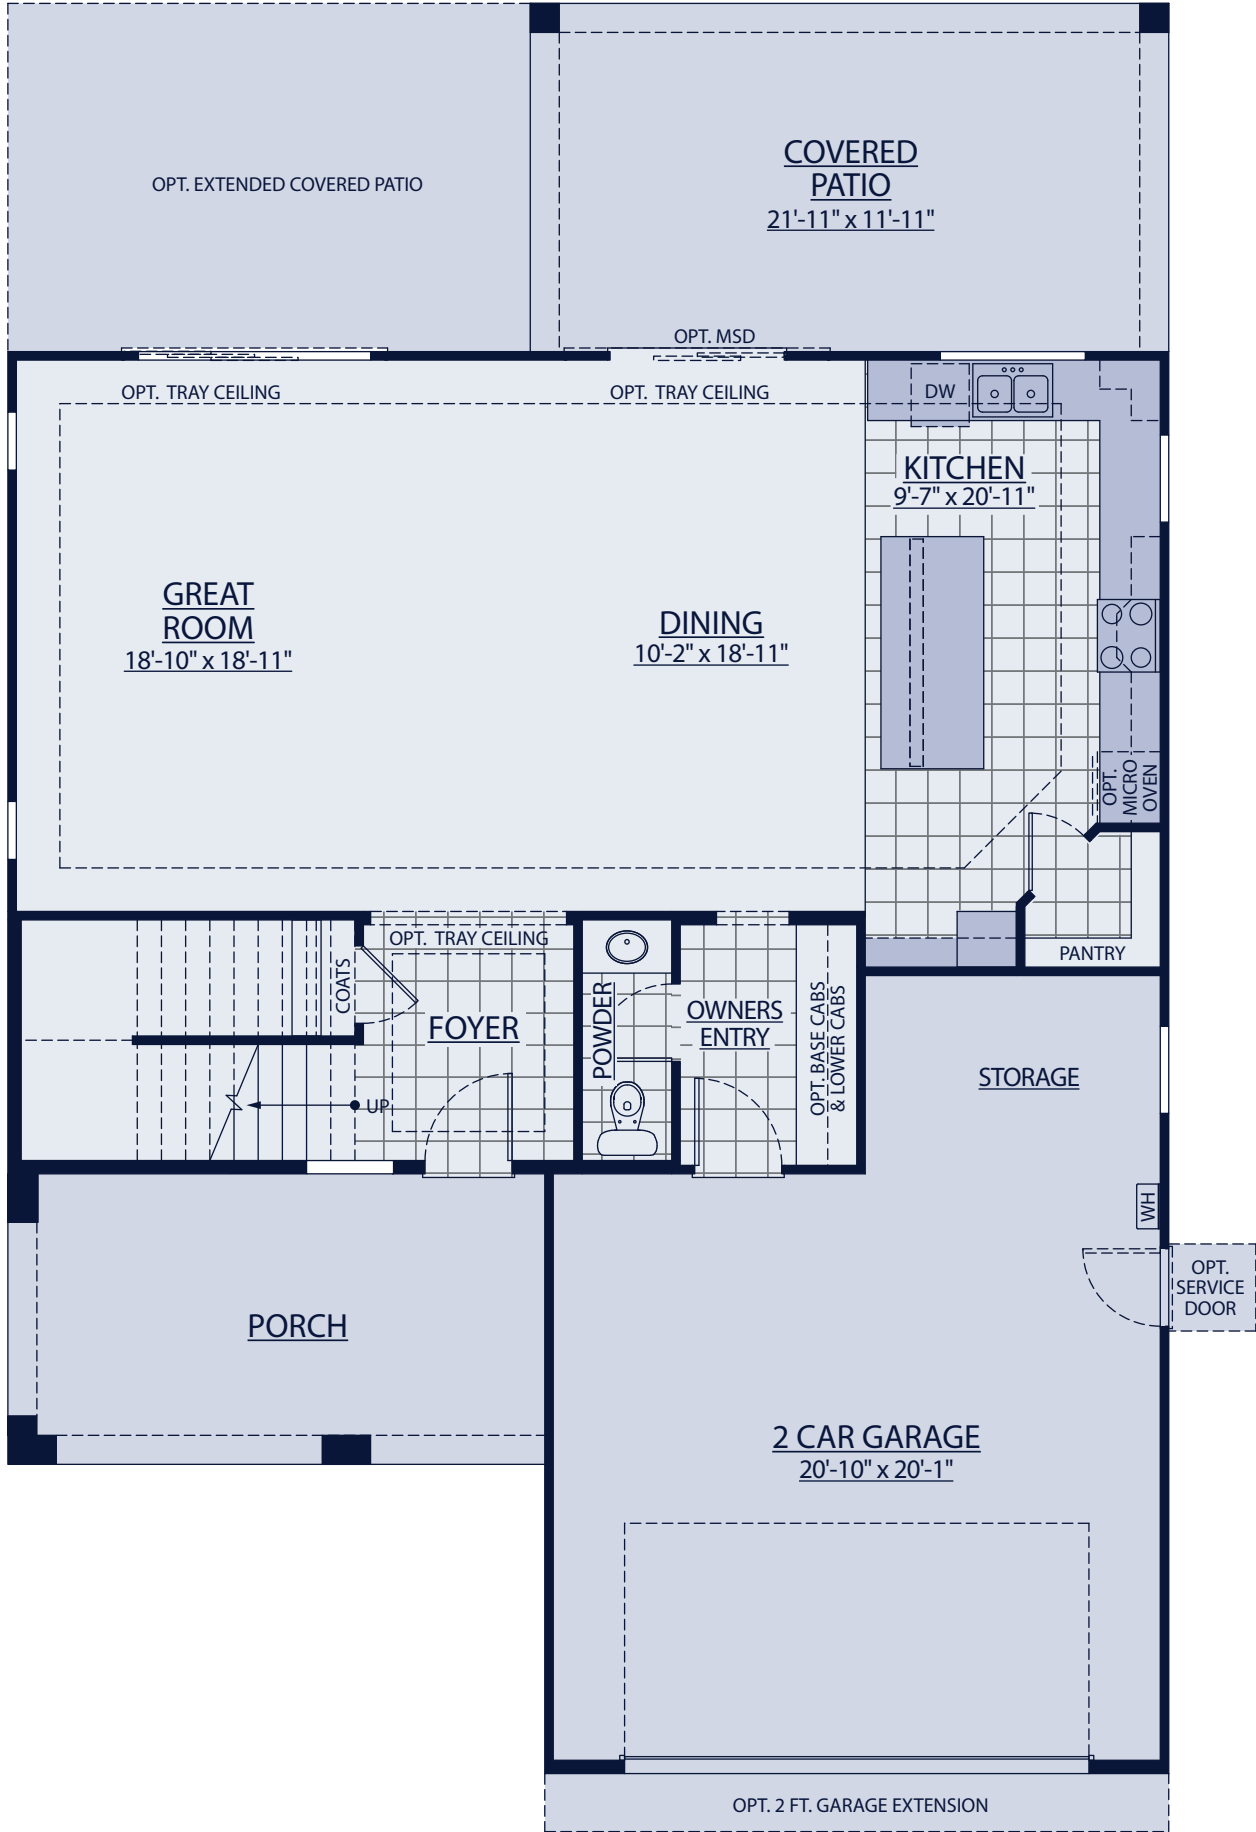 OPT. EXTENDED COVERED PATIO
COVERED
PATIO
21'-11" x 11'-11"
OPT. MSD
OPT. TRAY CEILING
OPT. TRAY CEILING
DW
KITCHEN
9'-7" x 20'-11"
GREAT
ROOM
18'-10" x 18'-11"
DINING
10'-2" x 18'-11"
OPT.
MICRO
OVEN
PANTRY
OPT. TRAY CEILING
COATS
FOYER
UP
POWDER
OWNERS
ENTRY
OPT. BASE CABS
& LOWER CABS
STORAGE
WH
OPT.
SERVICE
DOOR
PORCH
2 CAR GARAGE
20'-10" x 20'-1"
OPT. 2 FT. GARAGE EXTENSION